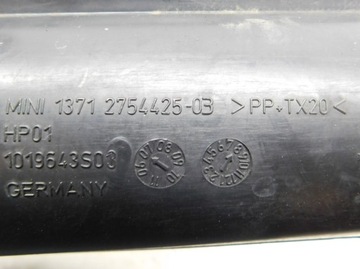 MINI 1371 2754425-03 >PP+TX20<
HP01
1019643S03
GERMANY